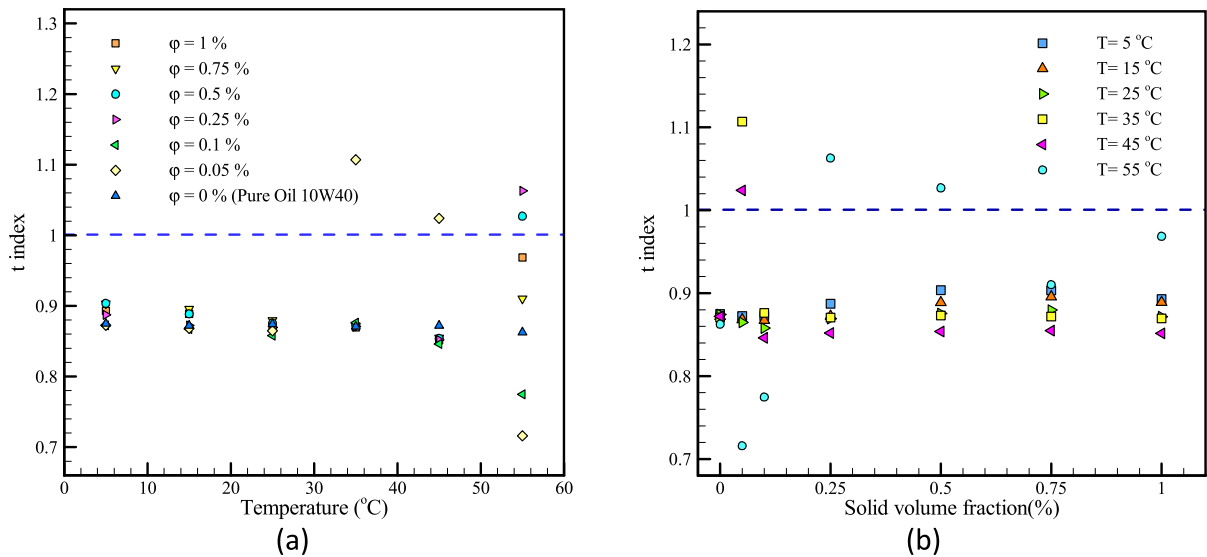 1.3
1.2
1.1
1
0.9
0.8
0.7
t index
φ = 1 %
φ = 0.75 %
φ = 0.5 %
φ = 0.25 %
φ = 0.1 %
φ = 0.05 %
φ = 0 % (Pure Oil 10W40)
0 10 20 30 40 50 60
Temperature (°C)
(a)
1.2
1.1
1
0.9
0.8
0.7
t index
T= 5 °C
T= 15 °C
T= 25 °C
T= 35 °C
T= 45 °C
T= 55 °C
0 0.25 0.5 0.75 1
Solid volume fraction(%)
(b)